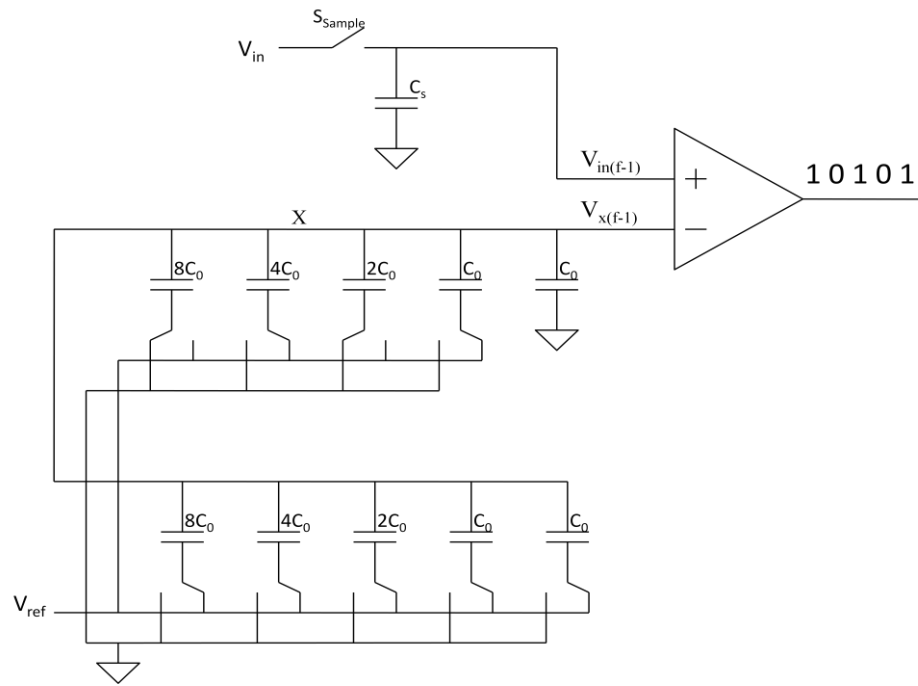 S_Sample
V_in
C_s
V_in(f-1)
1 0 1 0 1
X
V_x(f-1)
+
−
8C_0 4C_0 2C_0 C_0 C_0
8C_0 4C_0 2C_0 C_0 C_0
V_ref